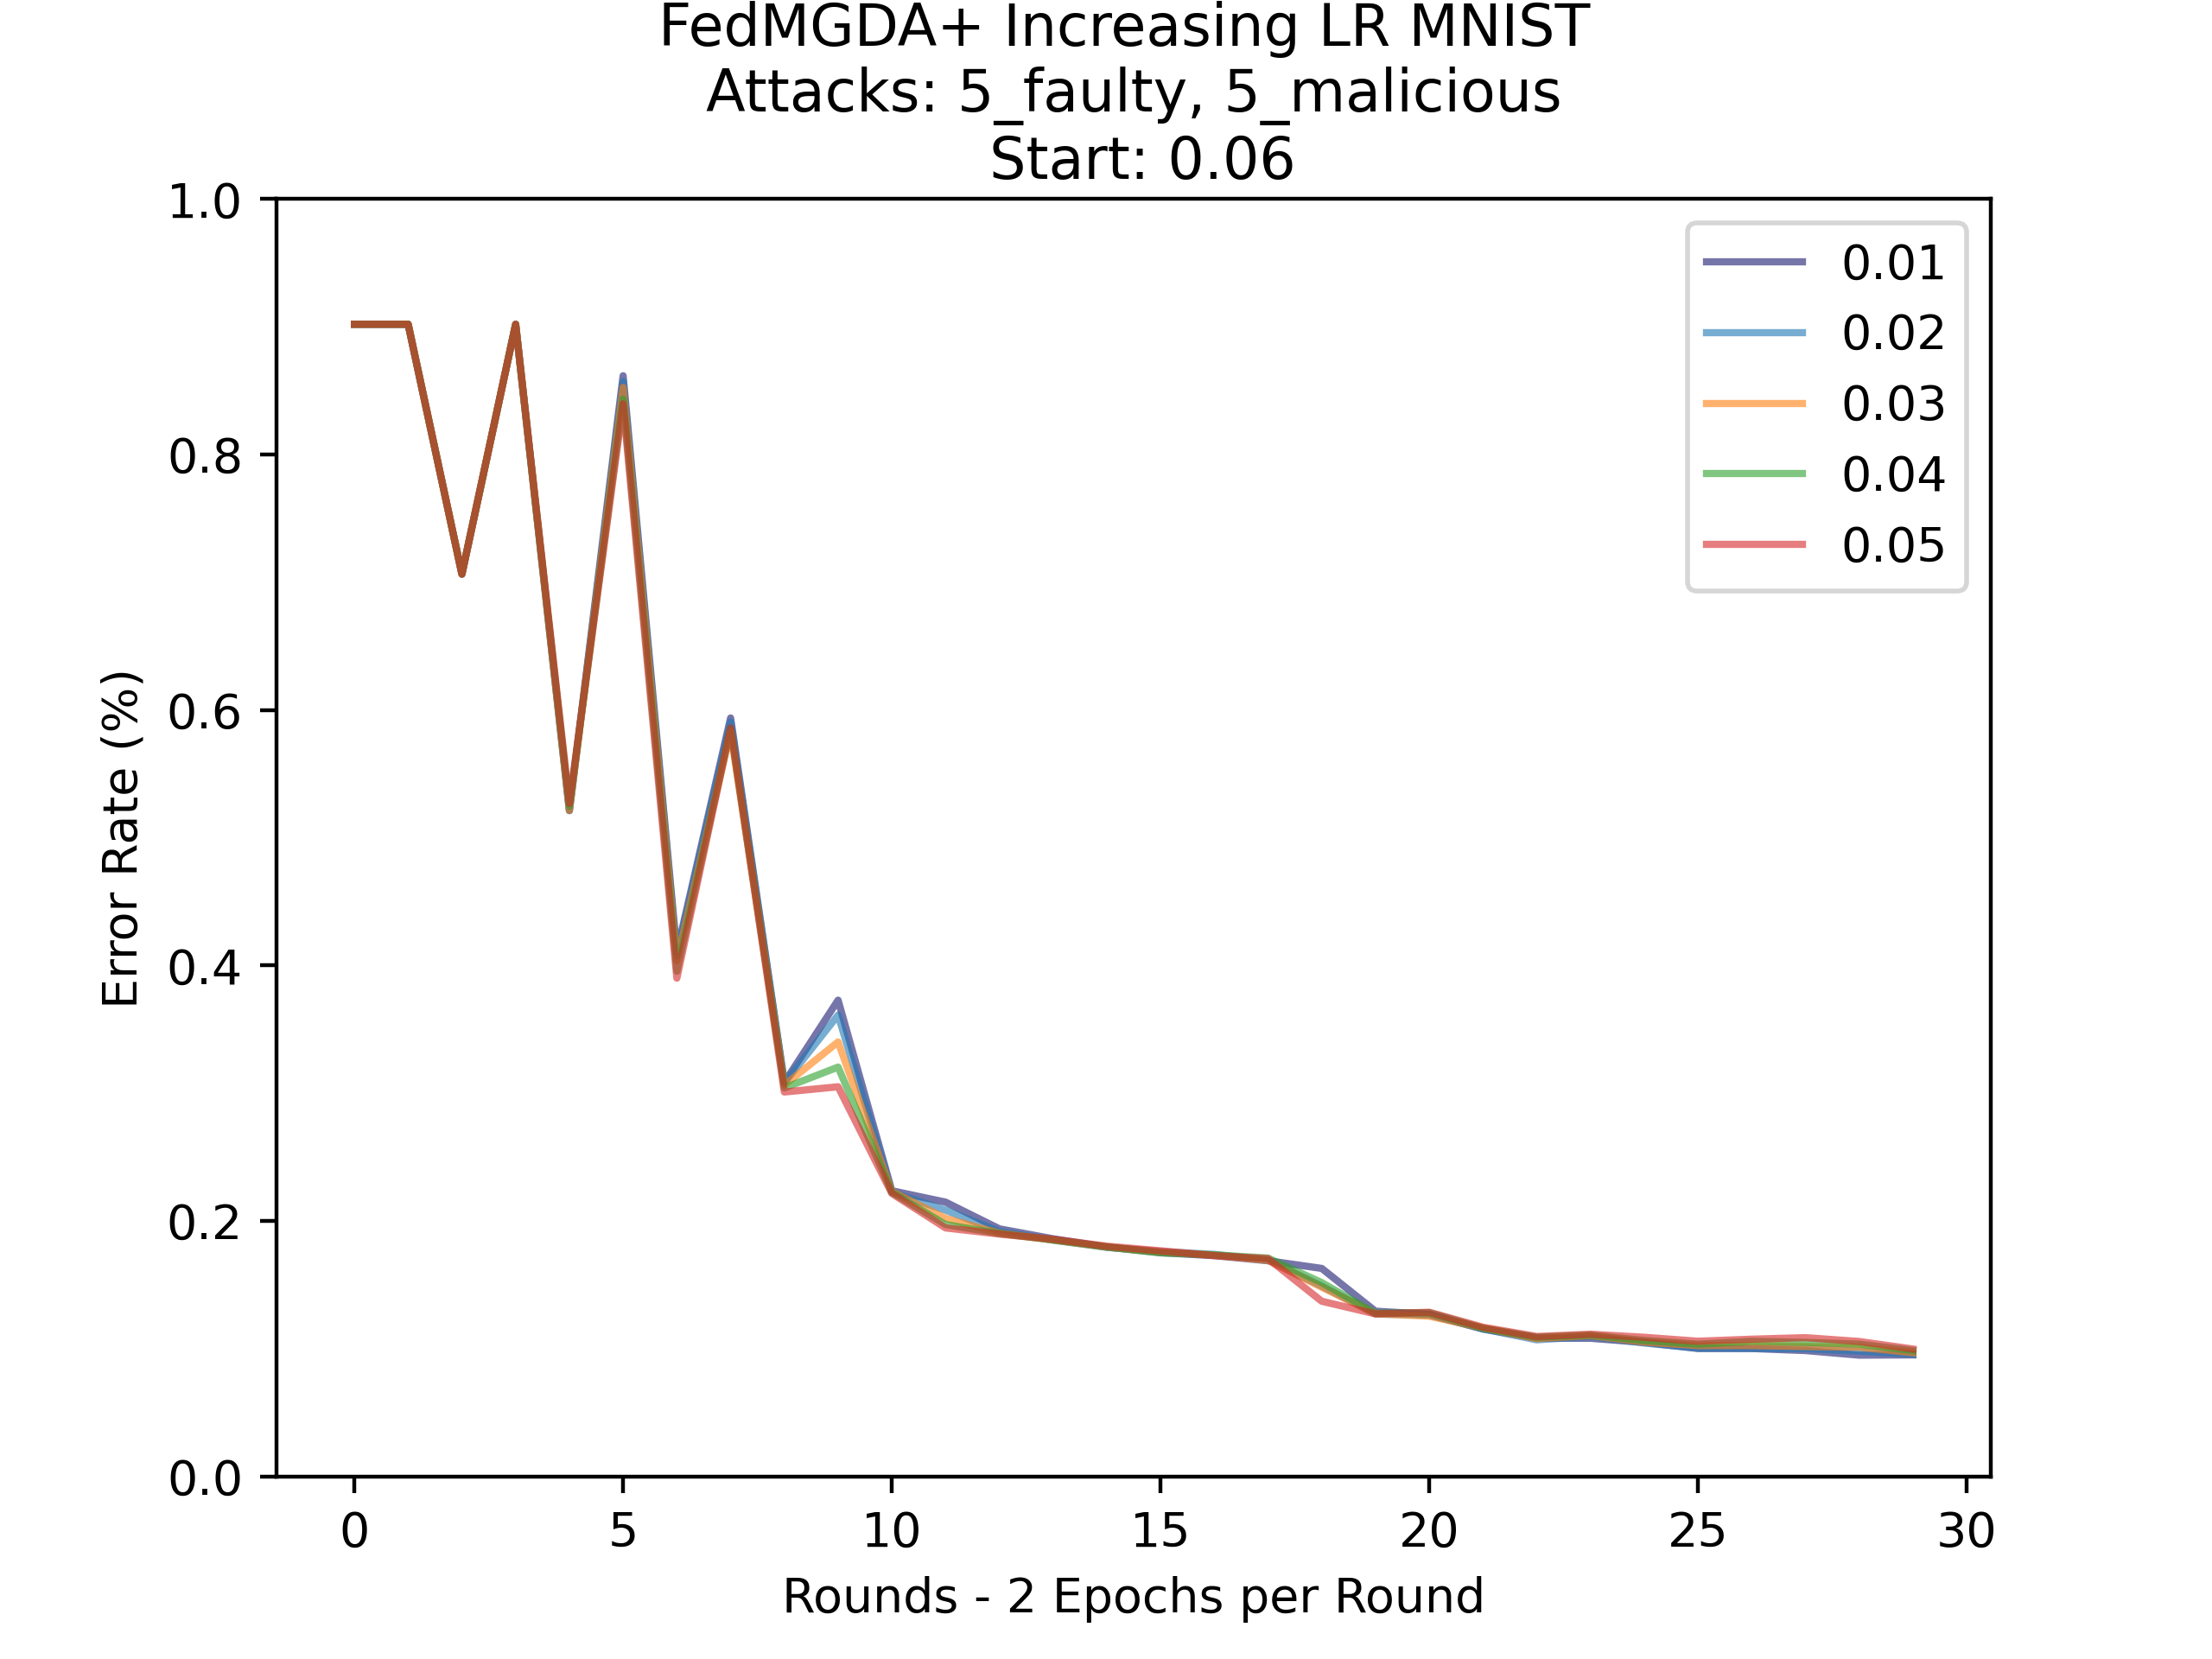 FedMGDA+ Increasing LR MNIST
Attacks: 5_faulty, 5_malicious
Start: 0.06
1.0
0.8
0.6
0.4
0.2
0.0
Error Rate (%)
0.01
0.02
0.03
0.04
0.05
0 5 10 15 20 25 30
Rounds - 2 Epochs per Round